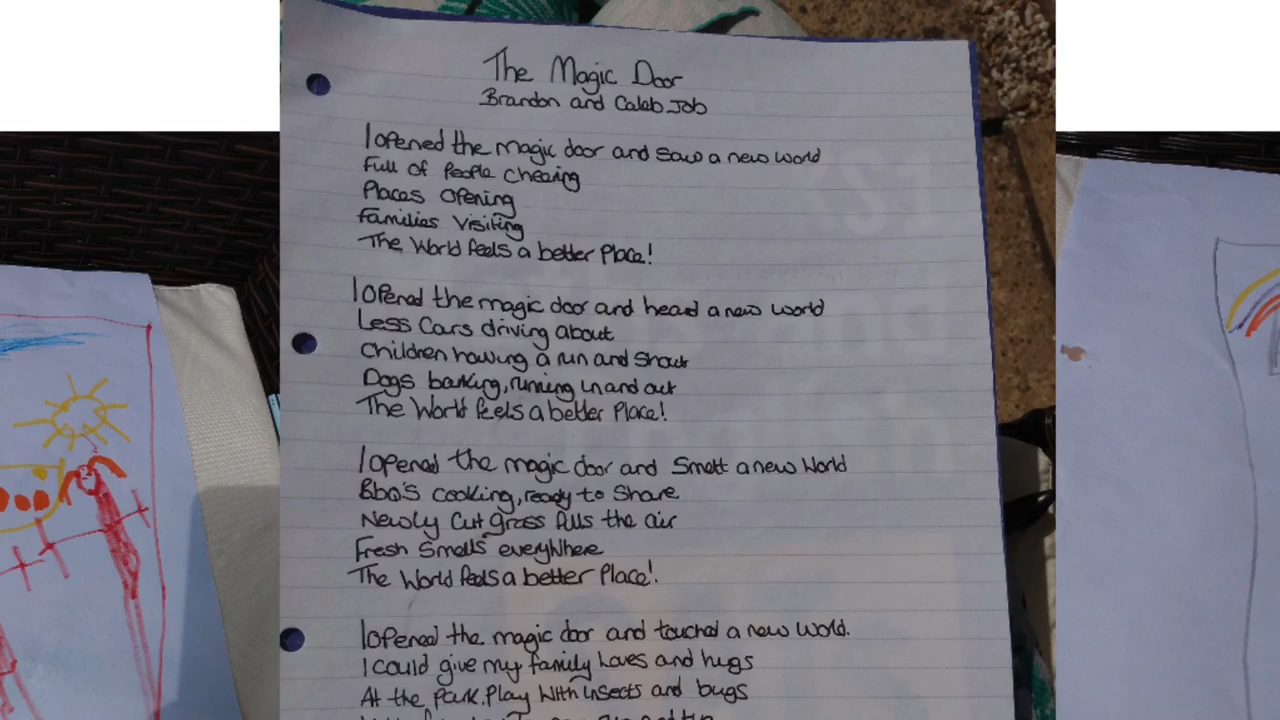 The Magic Door
Brandon and Caleb Job
I opened the magic door and saw a new world
Full of People cheering
Places Opening
Families Visiting
The World feels a better Place!
I opened the magic door and heard a new world
Less Cars driving about
Children having a run and shout
Dogs barking, running in and out
The World feels a better Place!
I opened the magic door and Smelt a new World
Bbq's cooking, ready to Share
Newly Cut grass fills the air
Fresh Smells everyWhere
The World feels a better Place!
I opened the magic door and touched a new World.
I could give my family Loves and hugs
At the Park, Play With insects and bugs